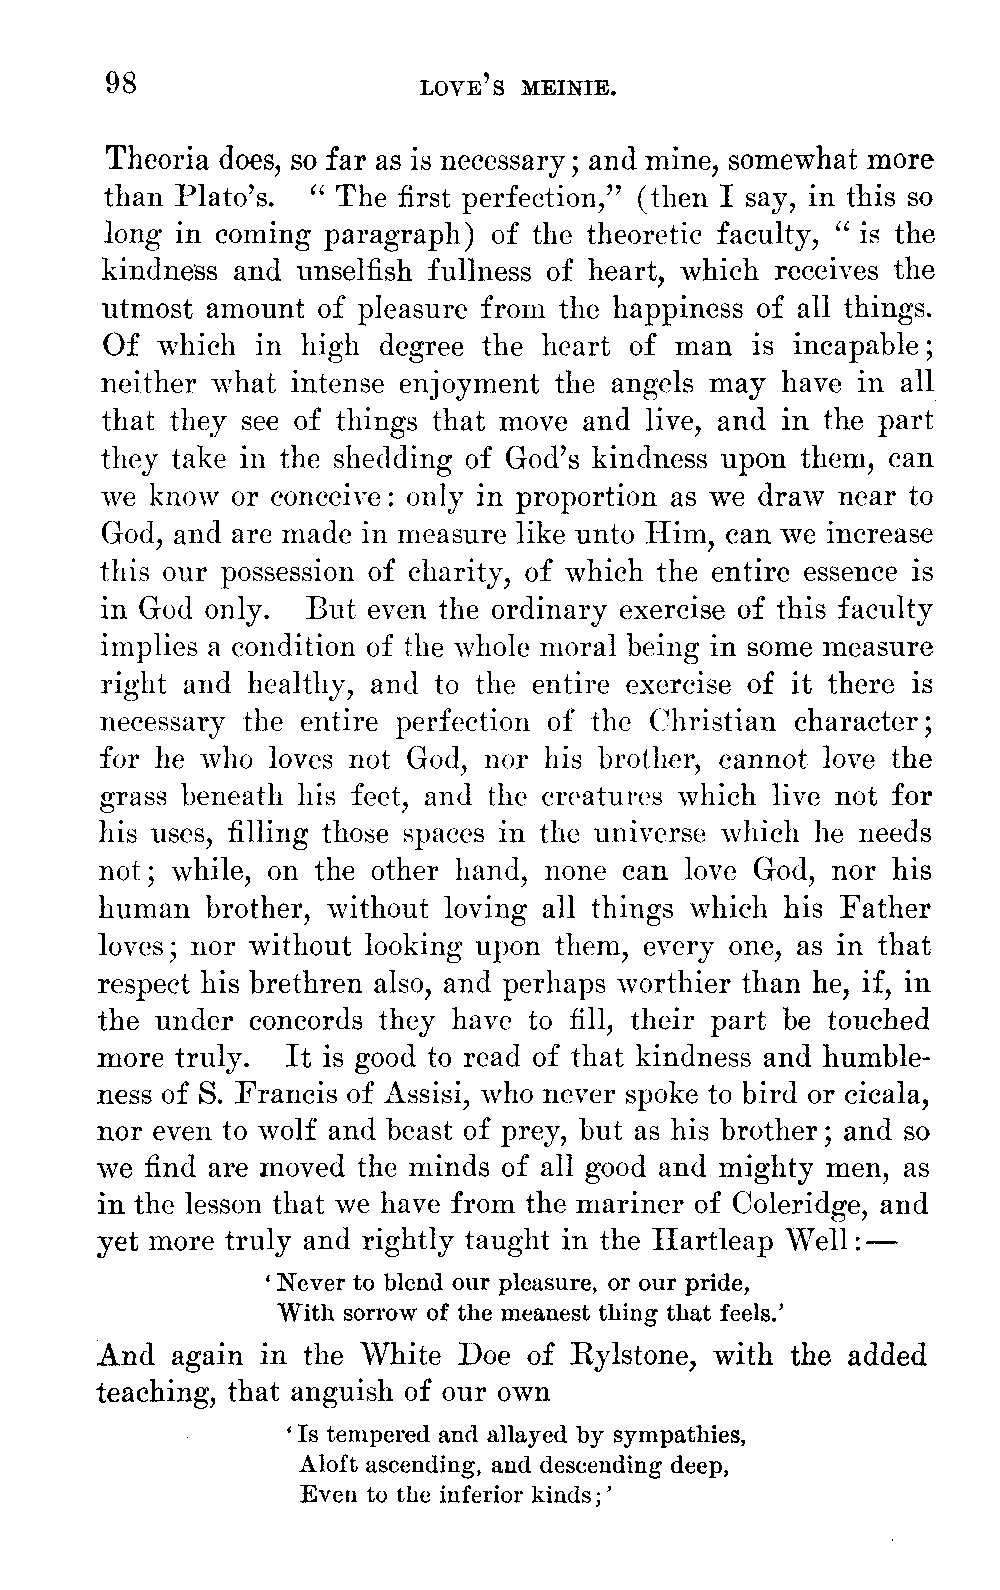 98 LOVE'S MEINIE.
Theoria does, so far as is necessary; and mine, somewhat more
than Plato's. “ The first perfection,” (then I say, in this so
long in coming paragraph) of the theoretic faculty, “ is the
kindness and unselfish fullness of heart, which receives the
utmost amount of pleasure from the happiness of all things.
Of which in high degree the heart of man is incapable;
neither what intense enjoyment the angels may have in all
that they see of things that move and live, and in the part
they take in the shedding of God's kindness upon them, can
we know or conceive: only in proportion as we draw near to
God, and are made in measure like unto Him, can we increase
this our possession of charity, of which the entire essence is
in God only. But even the ordinary exercise of this faculty
implies a condition of the whole moral being in some measure
right and healthy, and to the entire exercise of it there is
necessary the entire perfection of the Christian character;
for he who loves not God, nor his brother, cannot love the
grass beneath his feet, and the creatures which live not for
his uses, filling those spaces in the universe which he needs
not; while, on the other hand, none can love God, nor his
human brother, without loving all things which his Father
loves; nor without looking upon them, every one, as in that
respect his brethren also, and perhaps worthier than he, if, in
the under concords they have to fill, their part be touched
more truly. It is good to read of that kindness and humble-
ness of S. Francis of Assisi, who never spoke to bird or cicala,
nor even to wolf and beast of prey, but as his brother; and so
we find are moved the minds of all good and mighty men, as
in the lesson that we have from the mariner of Coleridge, and
yet more truly and rightly taught in the Hartleap Well:—
‘ Never to blend our pleasure, or our pride,
With sorrow of the meanest thing that feels.’
And again in the White Doe of Rylstone, with the added
teaching, that anguish of our own
‘ Is tempered and allayed by sympathies,
Aloft ascending, and descending deep,
Even to the inferior kinds;’